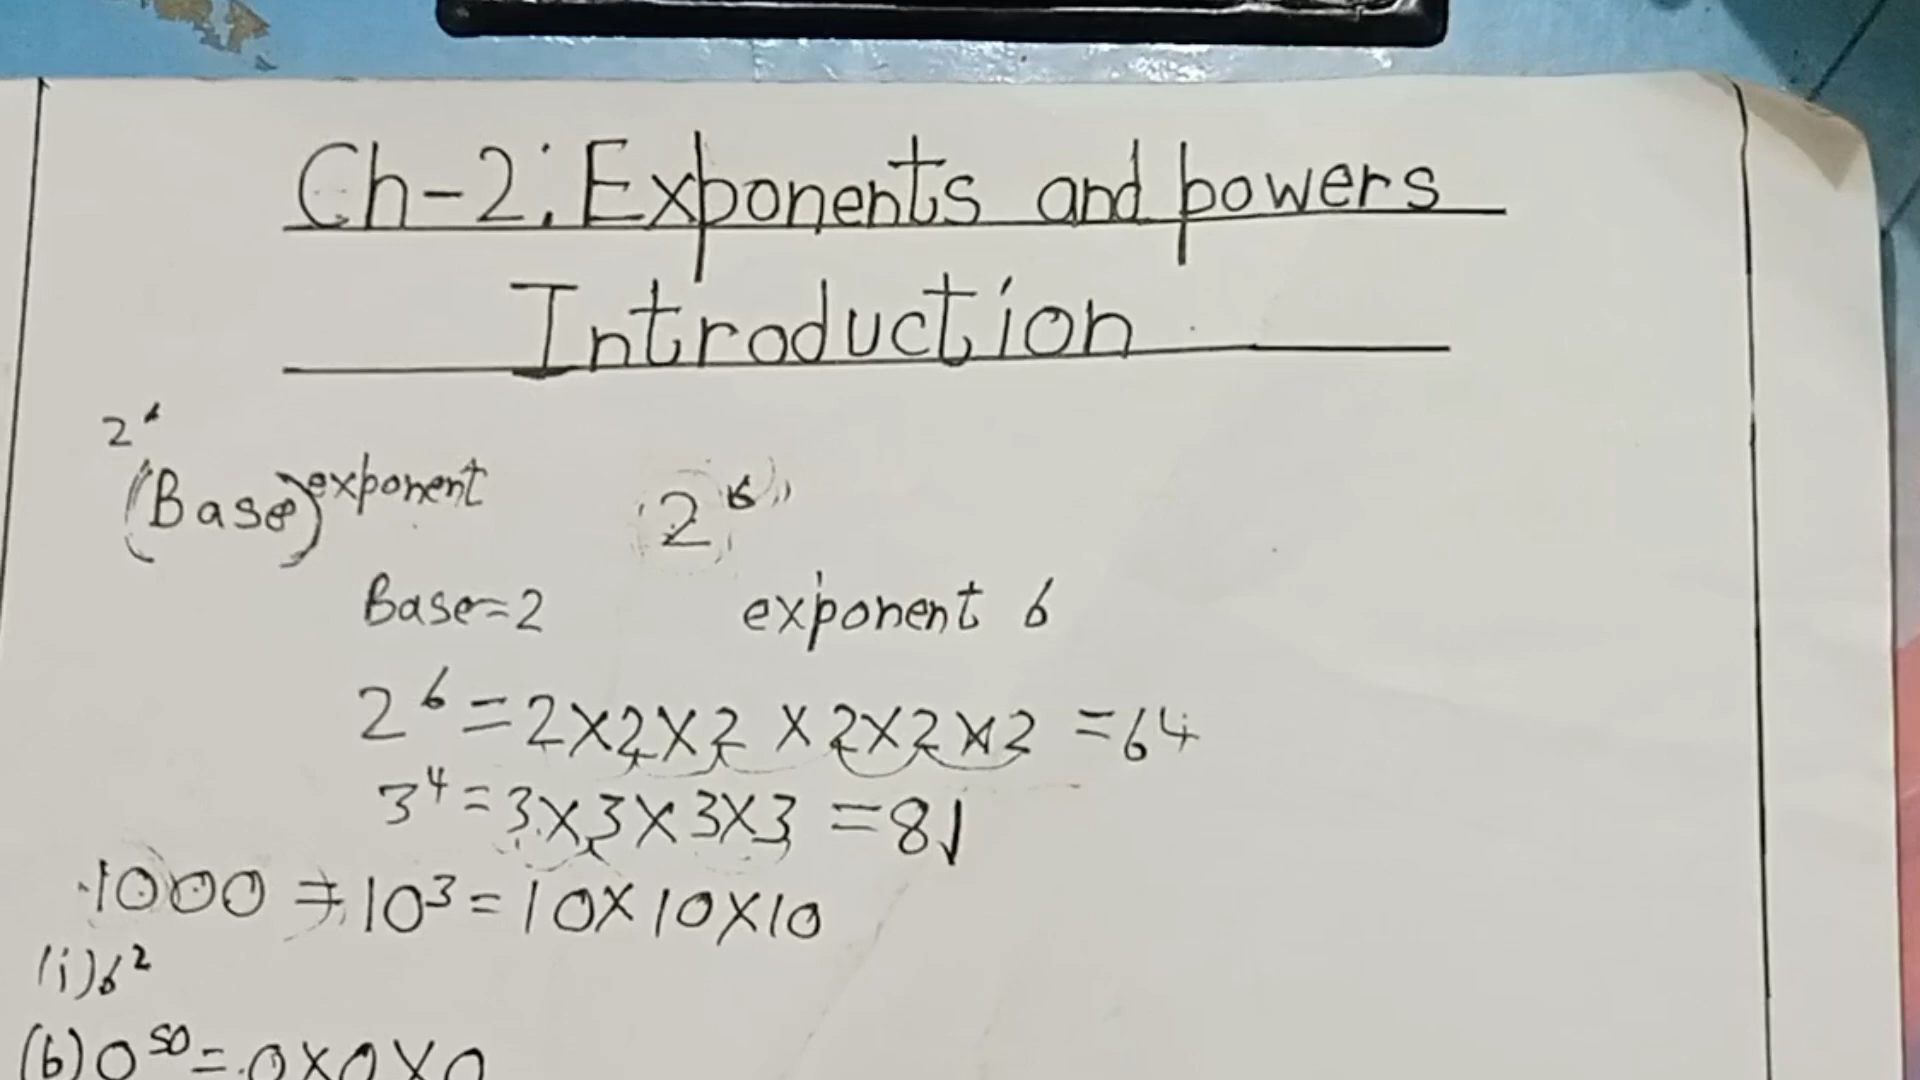 Ch-2: Exponents and powers
Introduction
2⁶
(Base)^exponent 2⁶
Base=2 exponent 6
2⁶ = 2×2×2 × 2×2×2 = 64
3⁴ = 3×3×3×3 = 81
1000 = 10³ = 10×10×10
(i) 6²
(b) 0⁵⁰ = 0×0×0